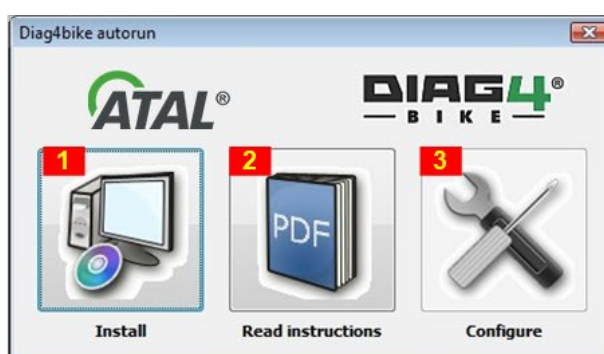 Diag4bike autorun
ATAL®
DIAG4®
BIKE
1
2
3
PDF
Install
Read instructions
Configure